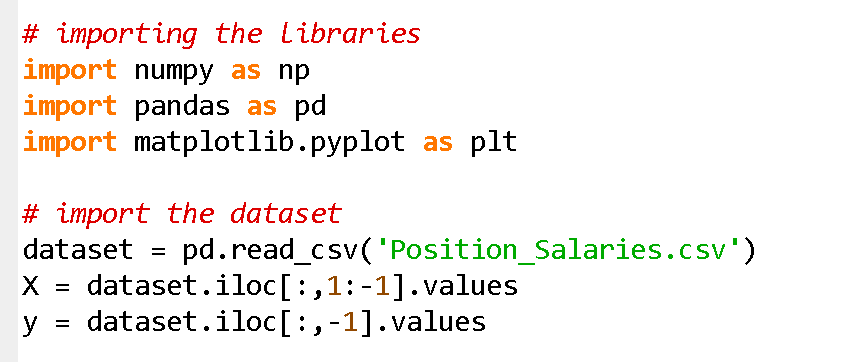 # importing the libraries
import numpy as np
import pandas as pd
import matplotlib.pyplot as plt
# import the dataset
dataset = pd.read_csv('Position_Salaries.csv')
X = dataset.iloc[:,1:-1].values
y = dataset.iloc[:,-1].values